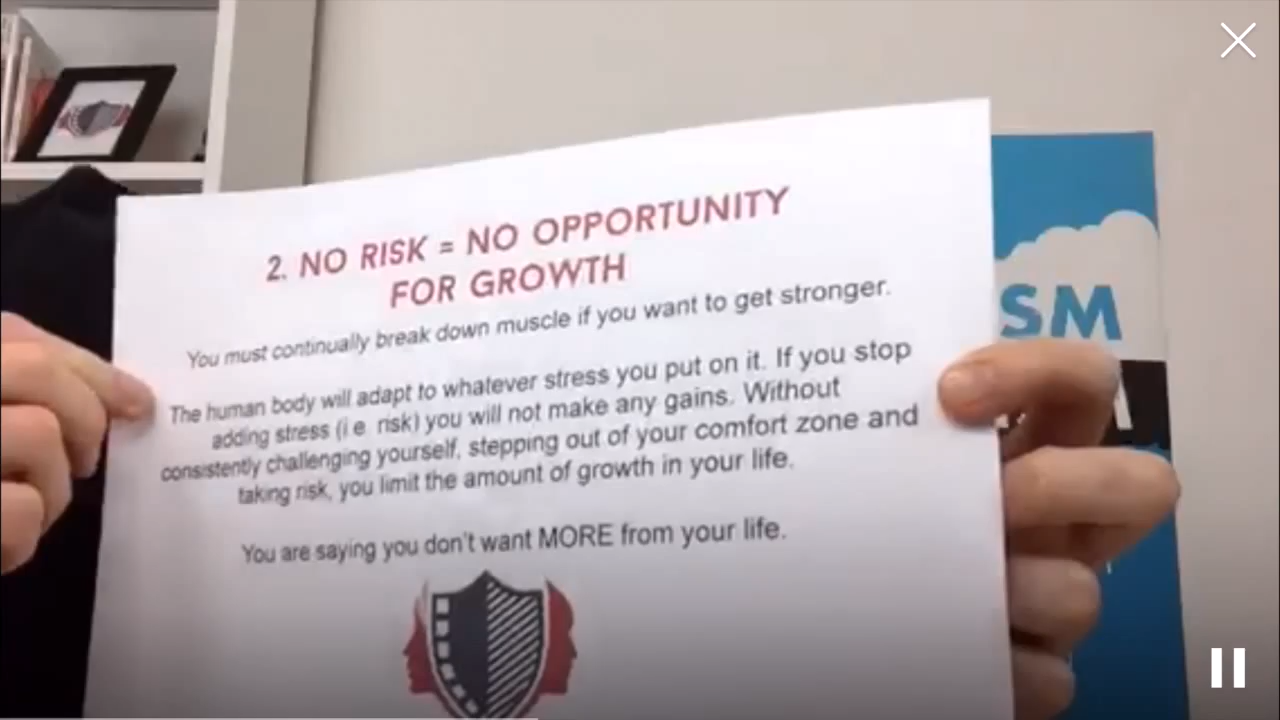 2. NO RISK = NO OPPORTUNITY
FOR GROWTH
You must continually break down muscle if you want to get stronger.
The human body will adapt to whatever stress you put on it. If you stop
adding stress (i e risk) you will not make any gains. Without
consistently challenging yourself, stepping out of your comfort zone and
taking risk, you limit the amount of growth in your life.
You are saying you don't want MORE from your life.
SM